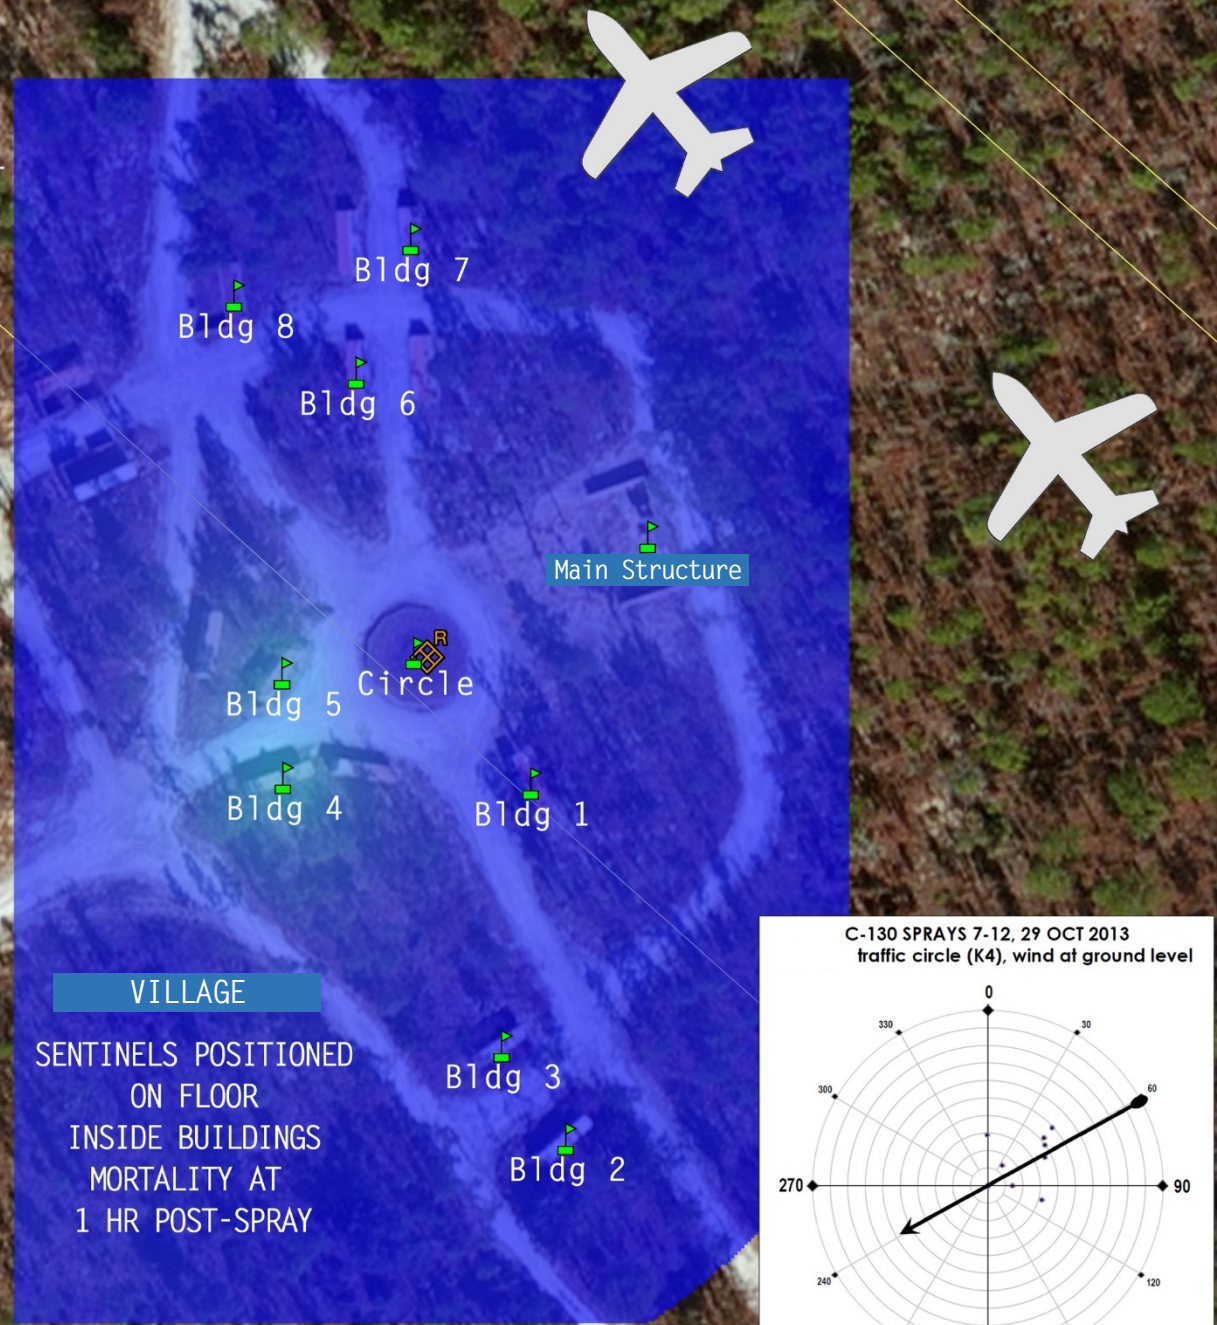 Bldg 7
Bldg 8
Bldg 6
Main Structure
R
Circle
Bldg 5
Bldg 4
Bldg 1
VILLAGE
SENTINELS POSITIONED
ON FLOOR
INSIDE BUILDINGS
MORTALITY AT
1 HR POST-SPRAY
Bldg 3
Bldg 2
C-130 SPRAYS 7-12, 29 OCT 2013
traffic circle (K4), wind at ground level
0
330
30
300
60
270
90
240
120